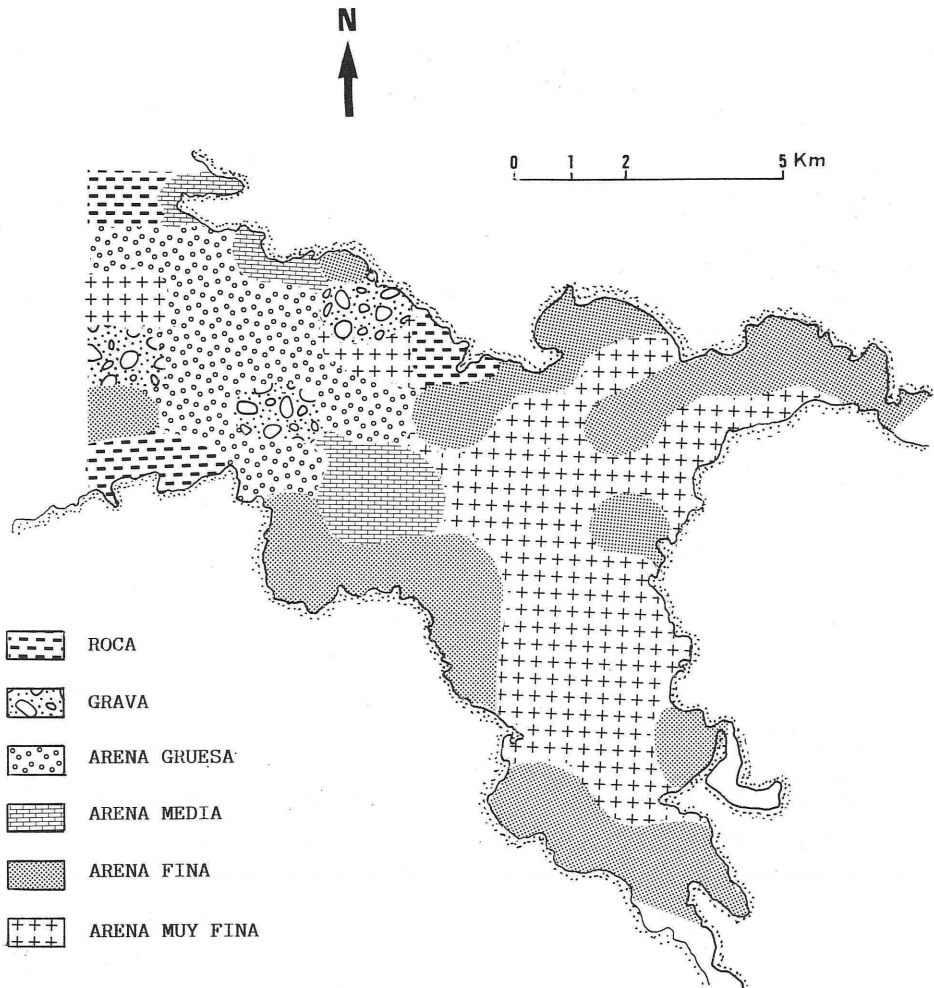 N
0 1 2 5 Km
ROCA
GRAVA
ARENA GRUESA
ARENA MEDIA
ARENA FINA
ARENA MUY FINA